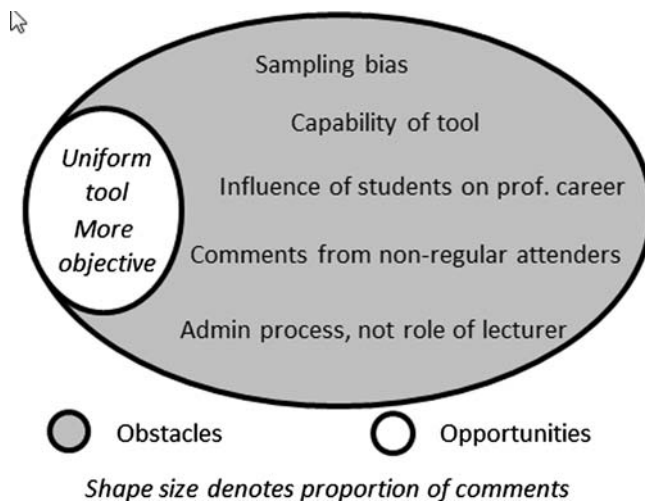 Sampling bias
Capability of tool
Uniform
tool
More
objective
Influence of students on prof. career
Comments from non-regular attenders
Admin process, not role of lecturer
Obstacles
Opportunities
Shape size denotes proportion of comments